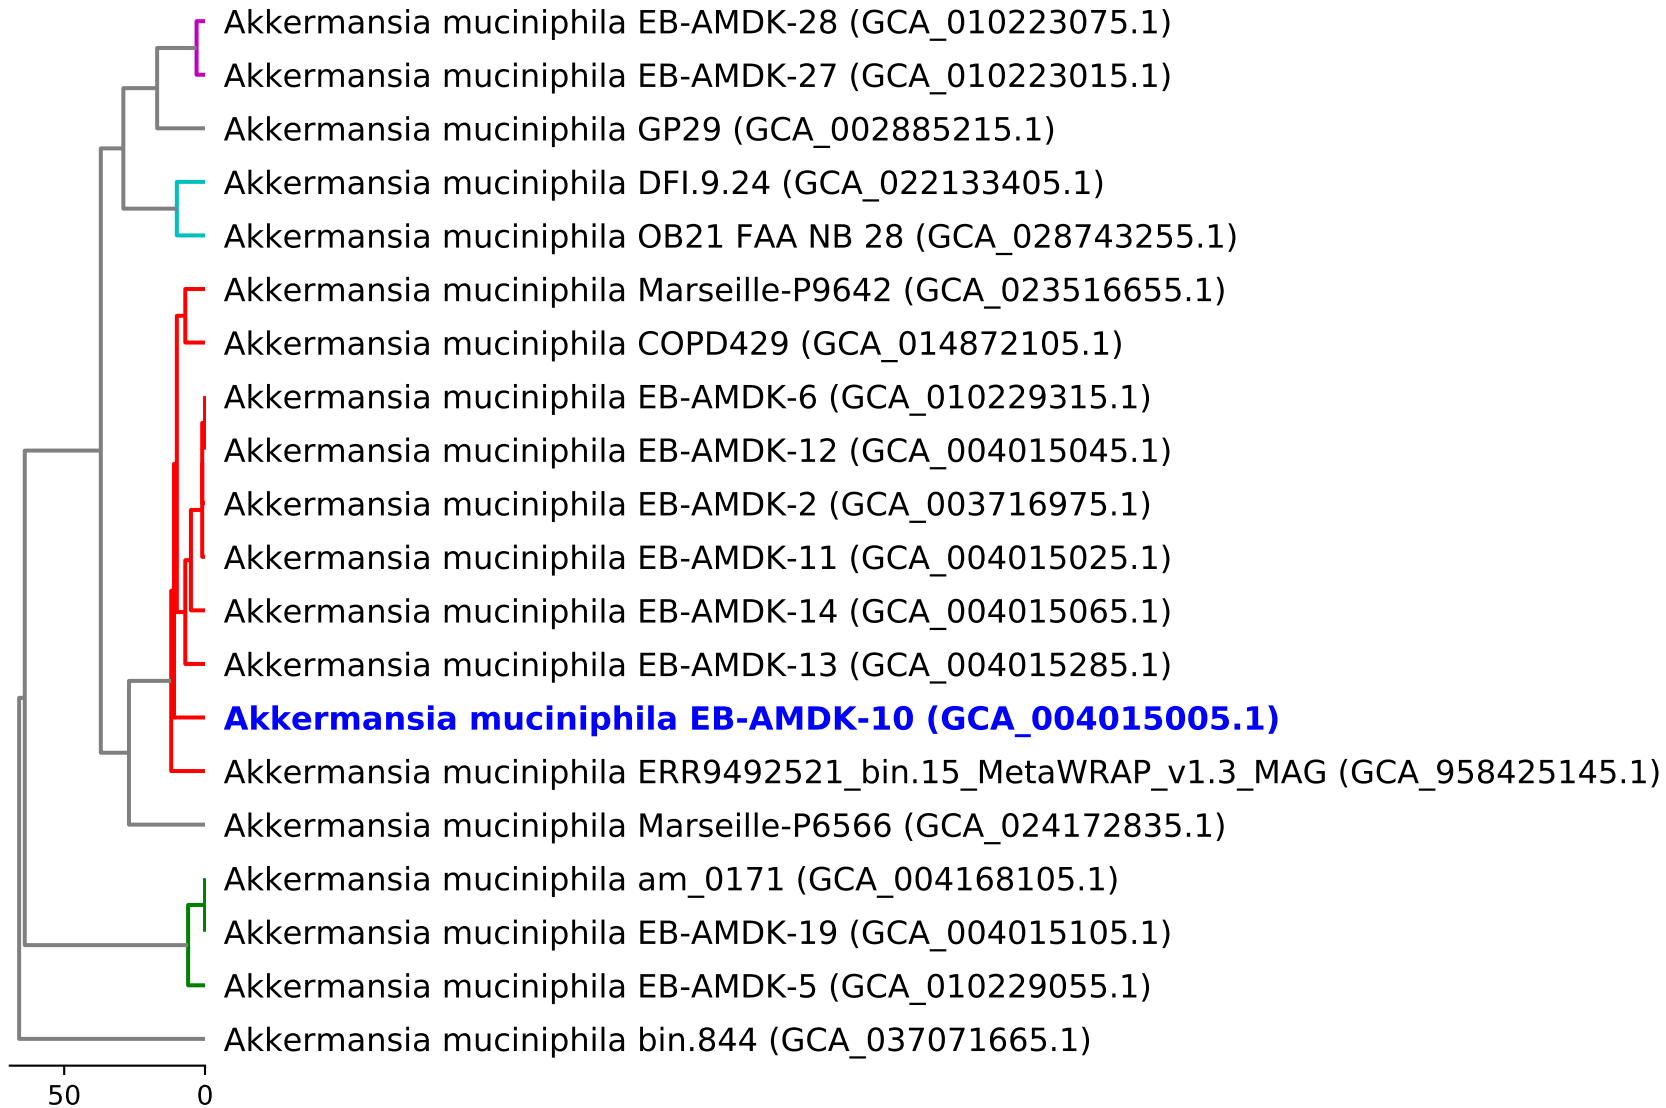 Akkermansia muciniphila EB-AMDK-28 (GCA_010223075.1)
Akkermansia muciniphila EB-AMDK-27 (GCA_010223015.1)
Akkermansia muciniphila GP29 (GCA_002885215.1)
Akkermansia muciniphila DFI.9.24 (GCA_022133405.1)
Akkermansia muciniphila OB21 FAA NB 28 (GCA_028743255.1)
Akkermansia muciniphila Marseille-P9642 (GCA_023516655.1)
Akkermansia muciniphila COPD429 (GCA_014872105.1)
Akkermansia muciniphila EB-AMDK-6 (GCA_010229315.1)
Akkermansia muciniphila EB-AMDK-12 (GCA_004015045.1)
Akkermansia muciniphila EB-AMDK-2 (GCA_003716975.1)
Akkermansia muciniphila EB-AMDK-11 (GCA_004015025.1)
Akkermansia muciniphila EB-AMDK-14 (GCA_004015065.1)
Akkermansia muciniphila EB-AMDK-13 (GCA_004015285.1)
Akkermansia muciniphila EB-AMDK-10 (GCA_004015005.1)
Akkermansia muciniphila ERR9492521_bin.15_MetaWRAP_v1.3_MAG (GCA_958425145.1)
Akkermansia muciniphila Marseille-P6566 (GCA_024172835.1)
Akkermansia muciniphila am_0171 (GCA_004168105.1)
Akkermansia muciniphila EB-AMDK-19 (GCA_004015105.1)
Akkermansia muciniphila EB-AMDK-5 (GCA_010229055.1)
Akkermansia muciniphila bin.844 (GCA_037071665.1)
50 0